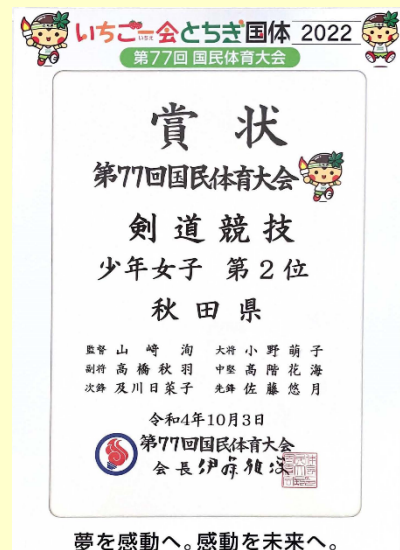 いちご一会とちぎ国体 2022
いちえ
第77回 国民体育大会
賞状
第77回国民体育大会
剣道競技
少年女子 第2位
秋田県
監督 山﨑洵 大将 小野萌子
副将 高橋秋羽 中堅 高階花海
次鋒 及川日菜子 先鋒 佐藤悠月
令和4年10月3日
第77回国民体育大会
会長 伊藤雅俊
夢を感動へ。感動を未来へ。